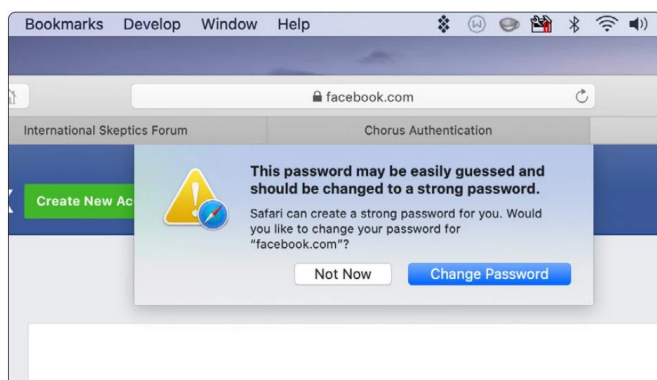 Bookmarks Develop Window Help
facebook.com
International Skeptics Forum Chorus Authentication
Create New Ac
This password may be easily guessed and
should be changed to a strong password.
Safari can create a strong password for you. Would
you like to change your password for
"facebook.com"?
Not Now Change Password